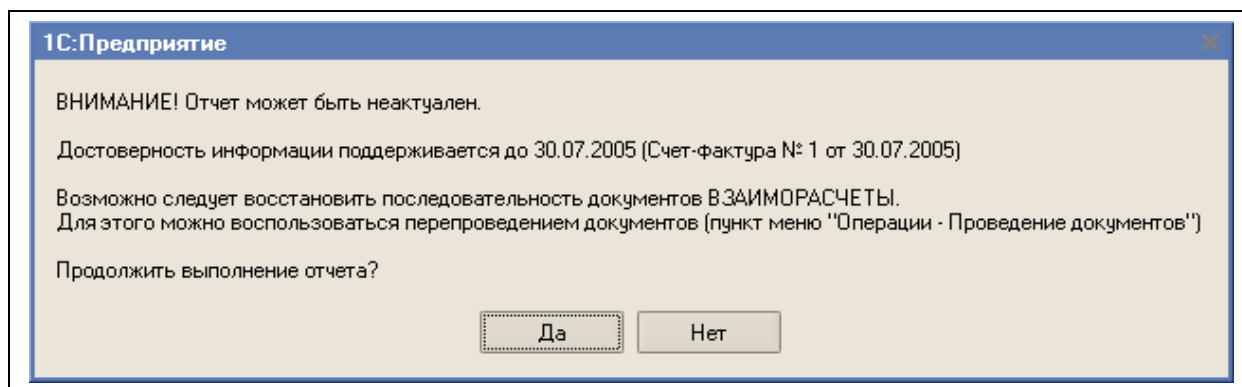 1С:Предприятие
ВНИМАНИЕ! Отчет может быть неактуален.
Достоверность информации поддерживается до 30.07.2005 (Счет-фактура № 1 от 30.07.2005)
Возможно следует восстановить последовательность документов ВЗАИМОРАСЧЕТЫ.
Для этого можно воспользоваться перепроведением документов (пункт меню "Операции - Проведение документов")
Продолжить выполнение отчета?
Да
Нет